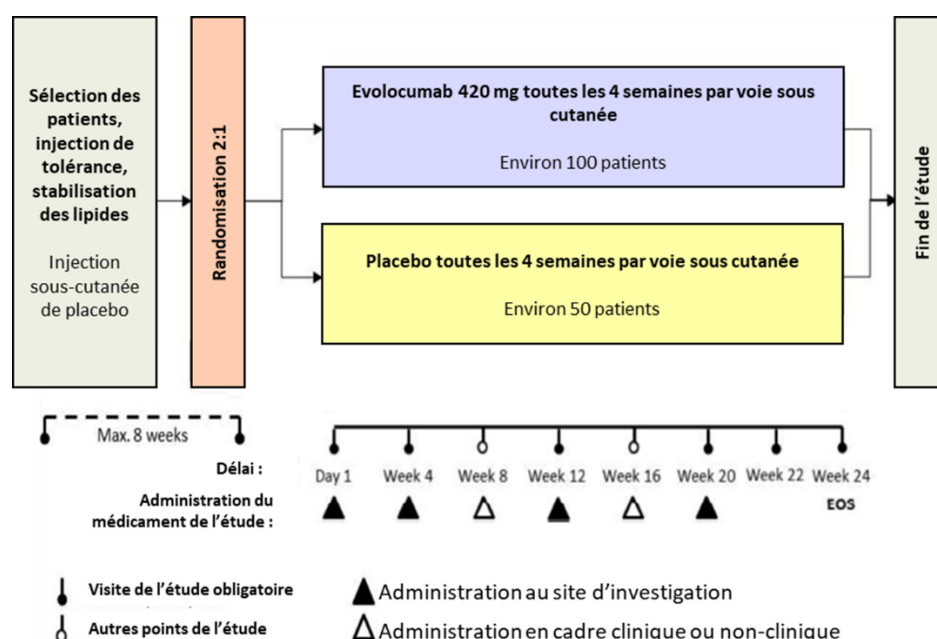 Sélection des
patients,
injection de
tolérance,
stabilisation
des lipides
Injection
sous-cutanée
de placebo
Randomisation 2:1
Evolocumab 420 mg toutes les 4 semaines par voie sous
cutanée
Environ 100 patients
Placebo toutes les 4 semaines par voie sous cutanée
Environ 50 patients
Fin de l'étude
Max. 8 weeks
Délai :
Day 1 Week 4 Week 8 Week 12 Week 16 Week 20 Week 22 Week 24
Administration du
médicament de l'étude :
EOS
Visite de l'étude obligatoire
Administration au site d'investigation
Autres points de l'étude
Administration en cadre clinique ou non-clinique